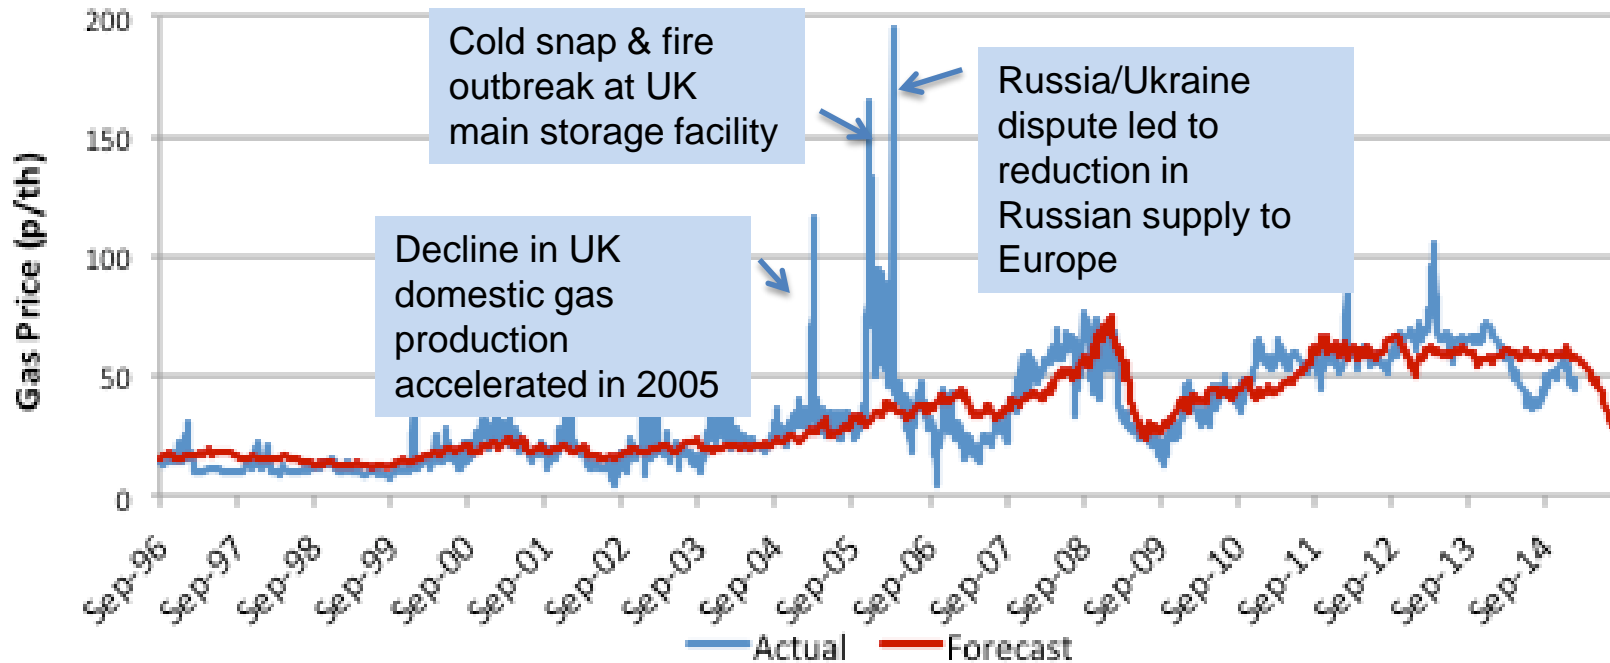 200
150
100
50
0
Gas Price (p/th)
Cold snap & fire
outbreak at UK
main storage facility
Russia/Ukraine
dispute led to
reduction in
Russian supply to
Europe
Decline in UK
domestic gas
production
accelerated in 2005
Sep-96
Sep-97
Sep-98
Sep-99
Sep-00
Sep-01
Sep-02
Sep-03
Sep-04
Sep-05
Sep-06
Sep-07
Sep-08
Sep-09
Sep-10
Sep-11
Sep-12
Sep-13
Sep-14
Actual
Forecast